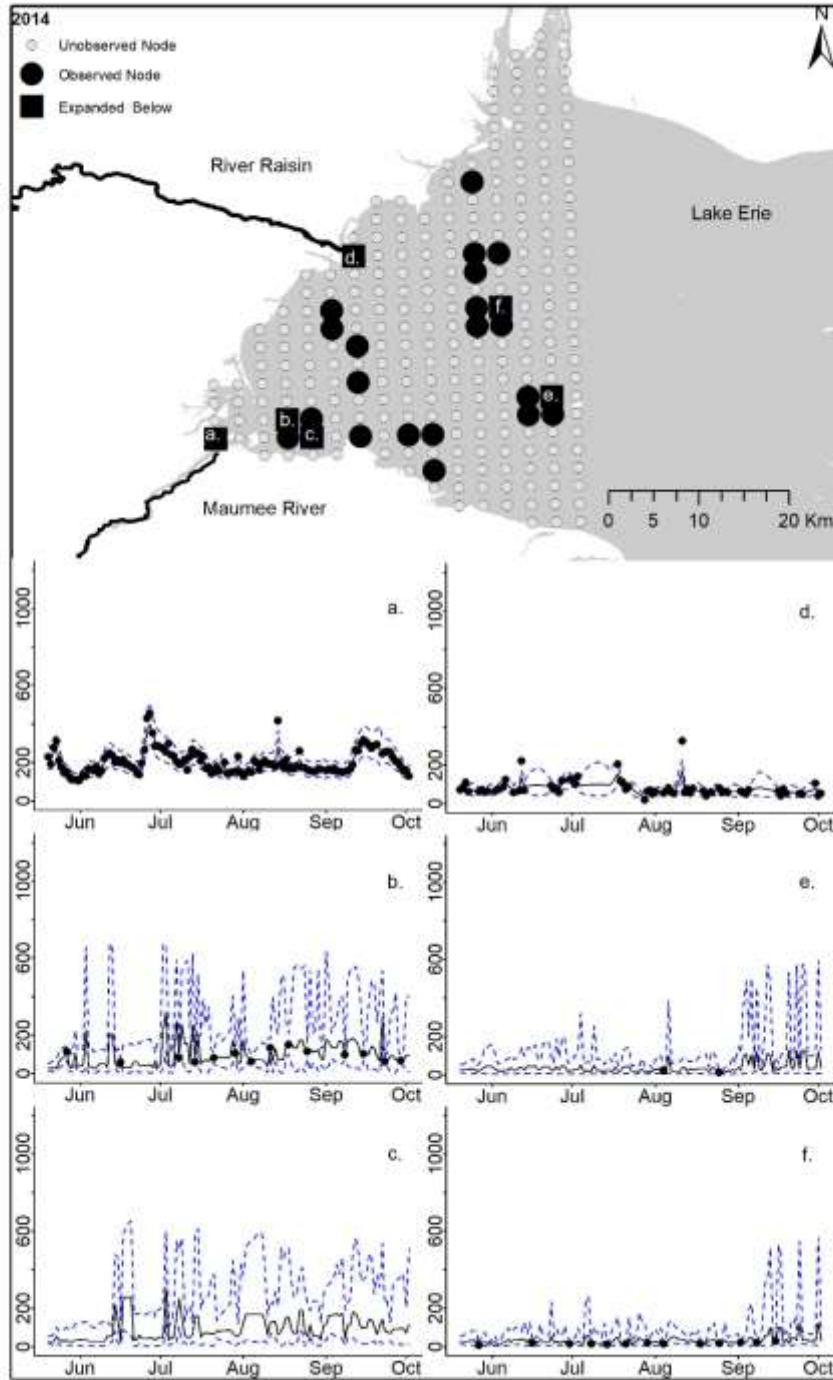 2014
N
Unobserved Node
Observed Node
Expanded Below
River Raisin
Lake Erie
d.
f.
e.
b.
a.
c.
Maumee River
0 5 10 20 Km
a.
1000
600
200
0
Jun Jul Aug Sep Oct
d.
1000
600
200
0
Jun Jul Aug Sep Oct
b.
1000
600
200
0
Jun Jul Aug Sep Oct
e.
1000
600
200
0
Jun Jul Aug Sep Oct
c.
1000
600
200
0
Jun Jul Aug Sep Oct
f.
1000
600
200
0
Jun Jul Aug Sep Oct